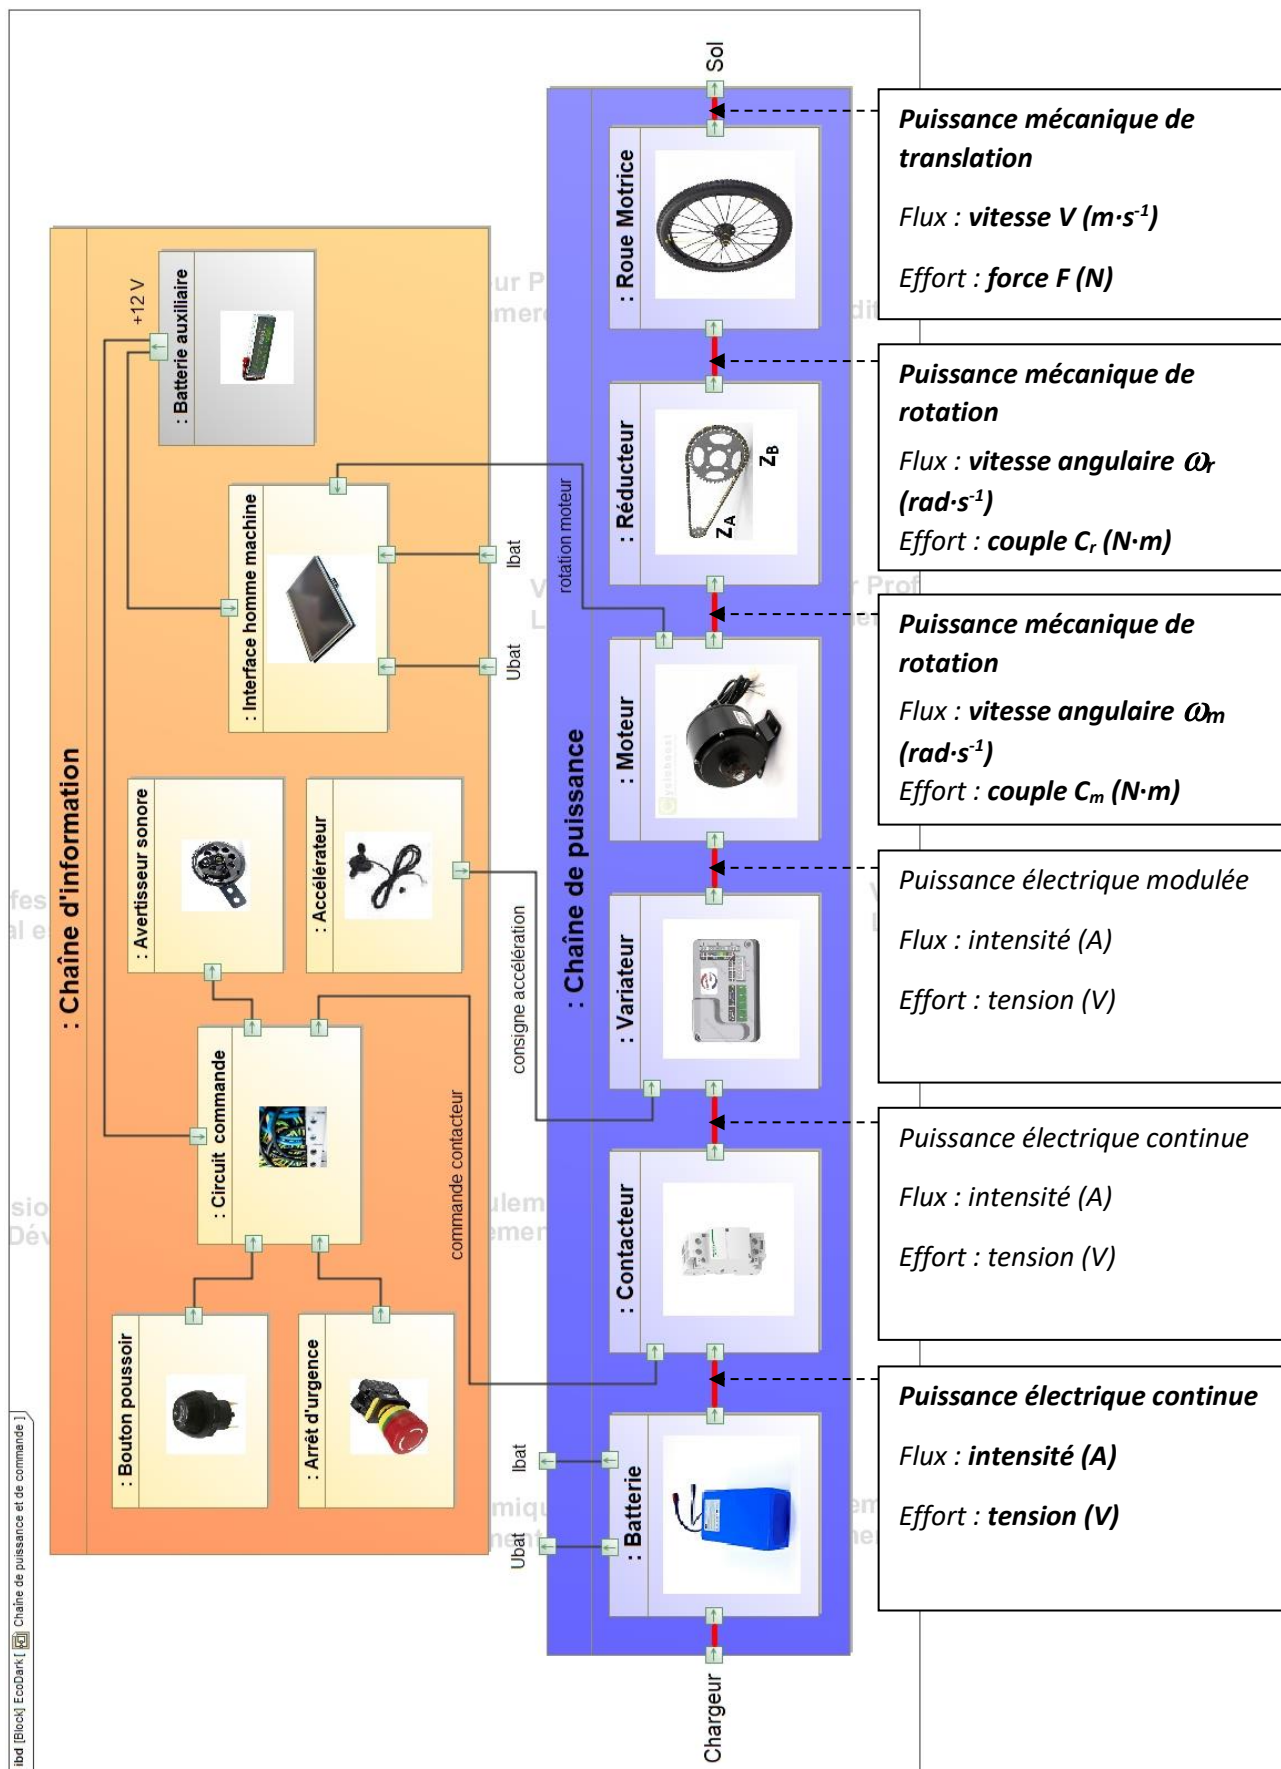 ibd [Block] EcoDark [ Chaîne de puissance et de commande ]
: Chaîne d'information
: Bouton poussoir
: Arrêt d'urgence
: Circuit commande
: Avertisseur sonore
: Accélérateur
: Interface homme machine
: Batterie auxiliaire
+12 V
commande contacteur
consigne accélération
rotation moteur
Ubat
Ibat
Ubat
Ibat
: Chaîne de puissance
Chargeur
: Batterie
: Contacteur
: Variateur
: Moteur
: Réducteur
ZA
ZB
: Roue Motrice
Sol
Puissance mécanique de
translation
Flux : vitesse V (m·s-1)
Effort : force F (N)
Puissance mécanique de
rotation
Flux : vitesse angulaire ωr
(rad·s-1)
Effort : couple Cr (N·m)
Puissance mécanique de
rotation
Flux : vitesse angulaire ωm
(rad·s-1)
Effort : couple Cm (N·m)
Puissance électrique modulée
Flux : intensité (A)
Effort : tension (V)
Puissance électrique continue
Flux : intensité (A)
Effort : tension (V)
Puissance électrique continue
Flux : intensité (A)
Effort : tension (V)